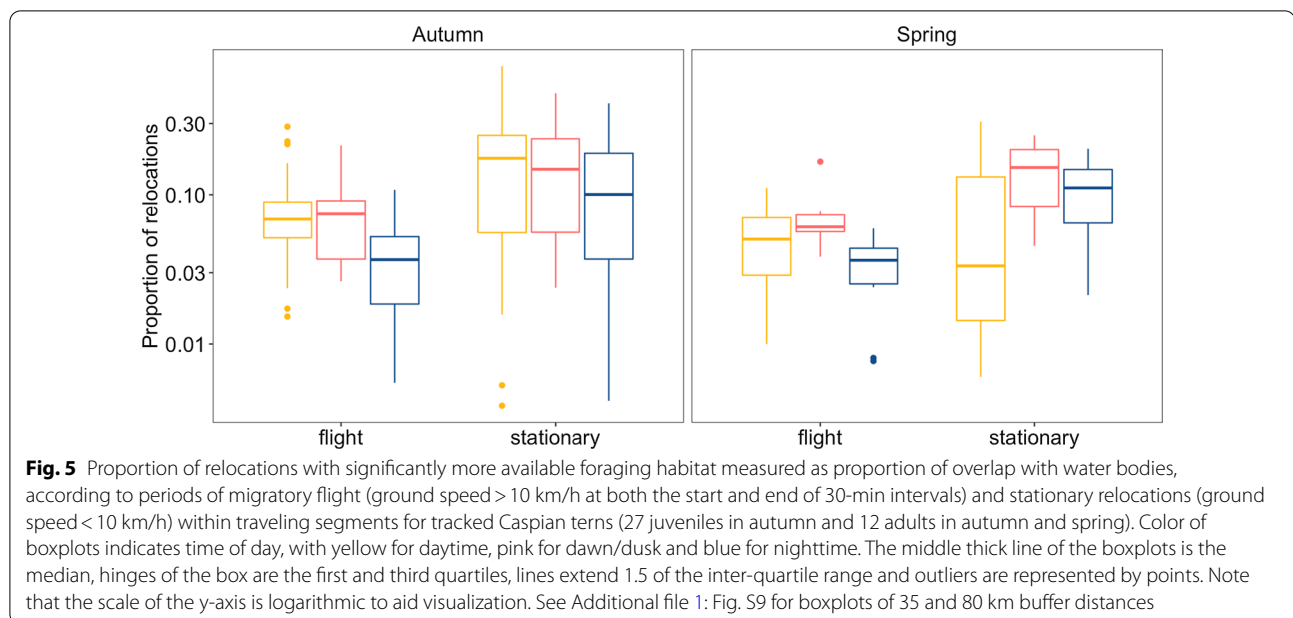 Autumn
Spring
Proportion of relocations
0.30
0.10
0.03
0.01
flight
stationary
flight
stationary
Fig. 5 Proportion of relocations with significantly more available foraging habitat measured as proportion of overlap with water bodies,
according to periods of migratory flight (ground speed > 10 km/h at both the start and end of 30-min intervals) and stationary relocations (ground
speed < 10 km/h) within traveling segments for tracked Caspian terns (27 juveniles in autumn and 12 adults in autumn and spring). Color of
boxplots indicates time of day, with yellow for daytime, pink for dawn/dusk and blue for nighttime. The middle thick line of the boxplots is the
median, hinges of the box are the first and third quartiles, lines extend 1.5 of the inter-quartile range and outliers are represented by points. Note
that the scale of the y-axis is logarithmic to aid visualization. See Additional file 1: Fig. S9 for boxplots of 35 and 80 km buffer distances